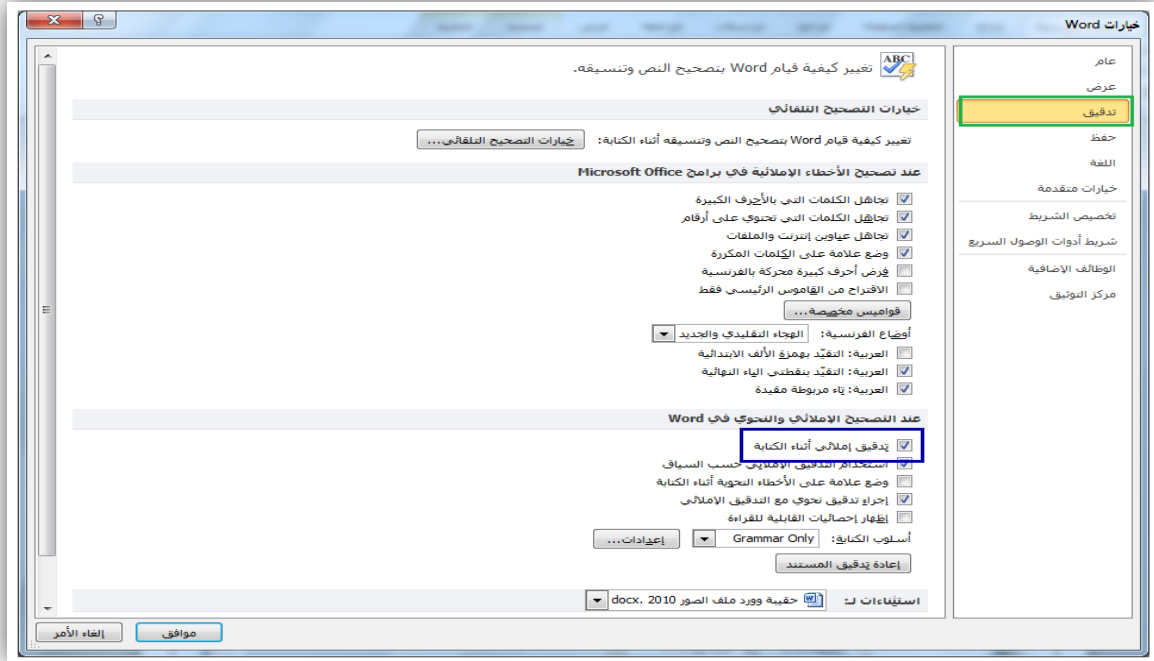 خيارات Word
عام
عرض
تدقيق
حفظ
اللغة
خيارات متقدمة
تخصيص الشريط
شريط أدوات الوصول السريع
الوظائف الإضافية
مركز التوثيق
ABC
تغيير كيفية قيام Word بتصحيح النص وتنسيقه.
خيارات التصحيح التلقائي
تغيير كيفية قيام Word بتصحيح النص وتنسيقه أثناء الكتابة: خيارات التصحيح التلقائي...
عند تصحيح الأخطاء الإملائية في برامج Microsoft Office
تجاهل الكلمات التي بالأحرف الكبيرة
تجاهل الكلمات التي تحتوي على أرقام
تجاهل عناوين إنترنت والملفات
وضع علامة على الكلمات المكررة
فرض أحرف كبيرة محركة بالفرنسية
الاقتراح من القاموس الرئيسي فقط
قواميس مخصصة...
أوضاع الفرنسية: الهجاء التقليدي والجديد
العربية: التقيّد بهمزة الألف الابتدائية
العربية: التقيّد بنقطتي الياء النهائية
العربية: تاء مربوطة مقيدة
عند التصحيح الإملائي والنحوي في Word
تدقيق إملائي أثناء الكتابة
استخدام التدقيق الإملائي حسب السياق
وضع علامة على الأخطاء النحوية أثناء الكتابة
إجراء تدقيق نحوي مع التدقيق الإملائي
إظهار إحصائيات القابلية للقراءة
أسلوب الكتابة: Grammar Only إعدادات...
إعادة تدقيق المستند
استثناءات لـ: حقيبة وورد ملف الصور 2010 .docx
موافق إلغاء الأمر